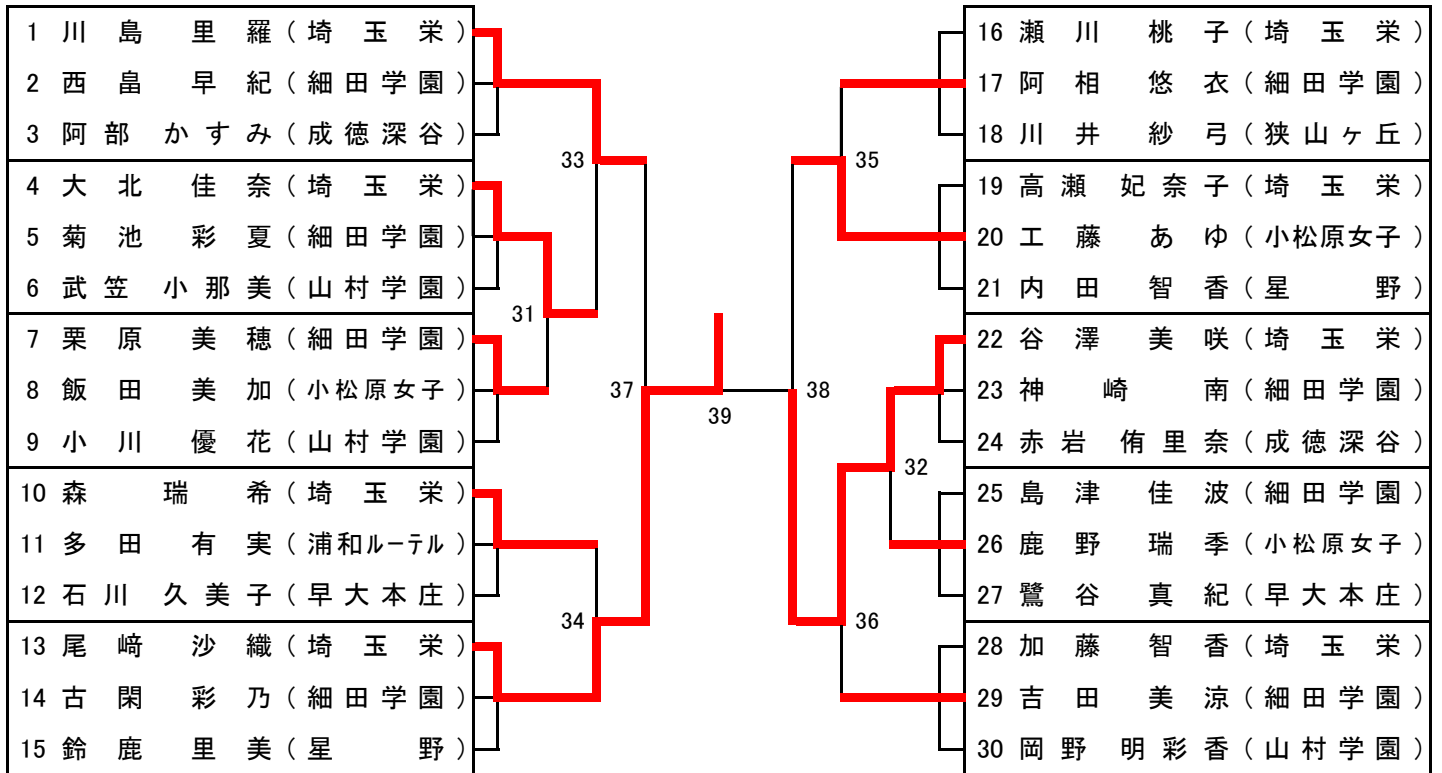 1 川島 里羅（埼玉栄）
2 西畠 早紀（細田学園）
3 阿部 かすみ（成徳深谷）
4 大北 佳奈（埼玉栄）
5 菊池 彩夏（細田学園）
6 武笠 小那美（山村学園）
7 栗原 美穂（細田学園）
8 飯田 美加（小松原女子）
9 小川 優花（山村学園）
10 森 瑞希（埼玉栄）
11 多田 有実（浦和ルーテル）
12 石川 久美子（早大本庄）
13 尾﨑 沙織（埼玉栄）
14 古閑 彩乃（細田学園）
15 鈴鹿 里美（星野）
33
31
37
34
39
35
38
32
36
16 瀬川 桃子（埼玉栄）
17 阿相 悠衣（細田学園）
18 川井 紗弓（狭山ヶ丘）
19 高瀬 妃奈子（埼玉栄）
20 工藤 あゆ（小松原女子）
21 内田 智香（星野）
22 谷澤 美咲（埼玉栄）
23 神崎 南（細田学園）
24 赤岩 侑里奈（成徳深谷）
25 島津 佳波（細田学園）
26 鹿野 瑞季（小松原女子）
27 鷺谷 真紀（早大本庄）
28 加藤 智香（埼玉栄）
29 吉田 美涼（細田学園）
30 岡野 明彩香（山村学園）